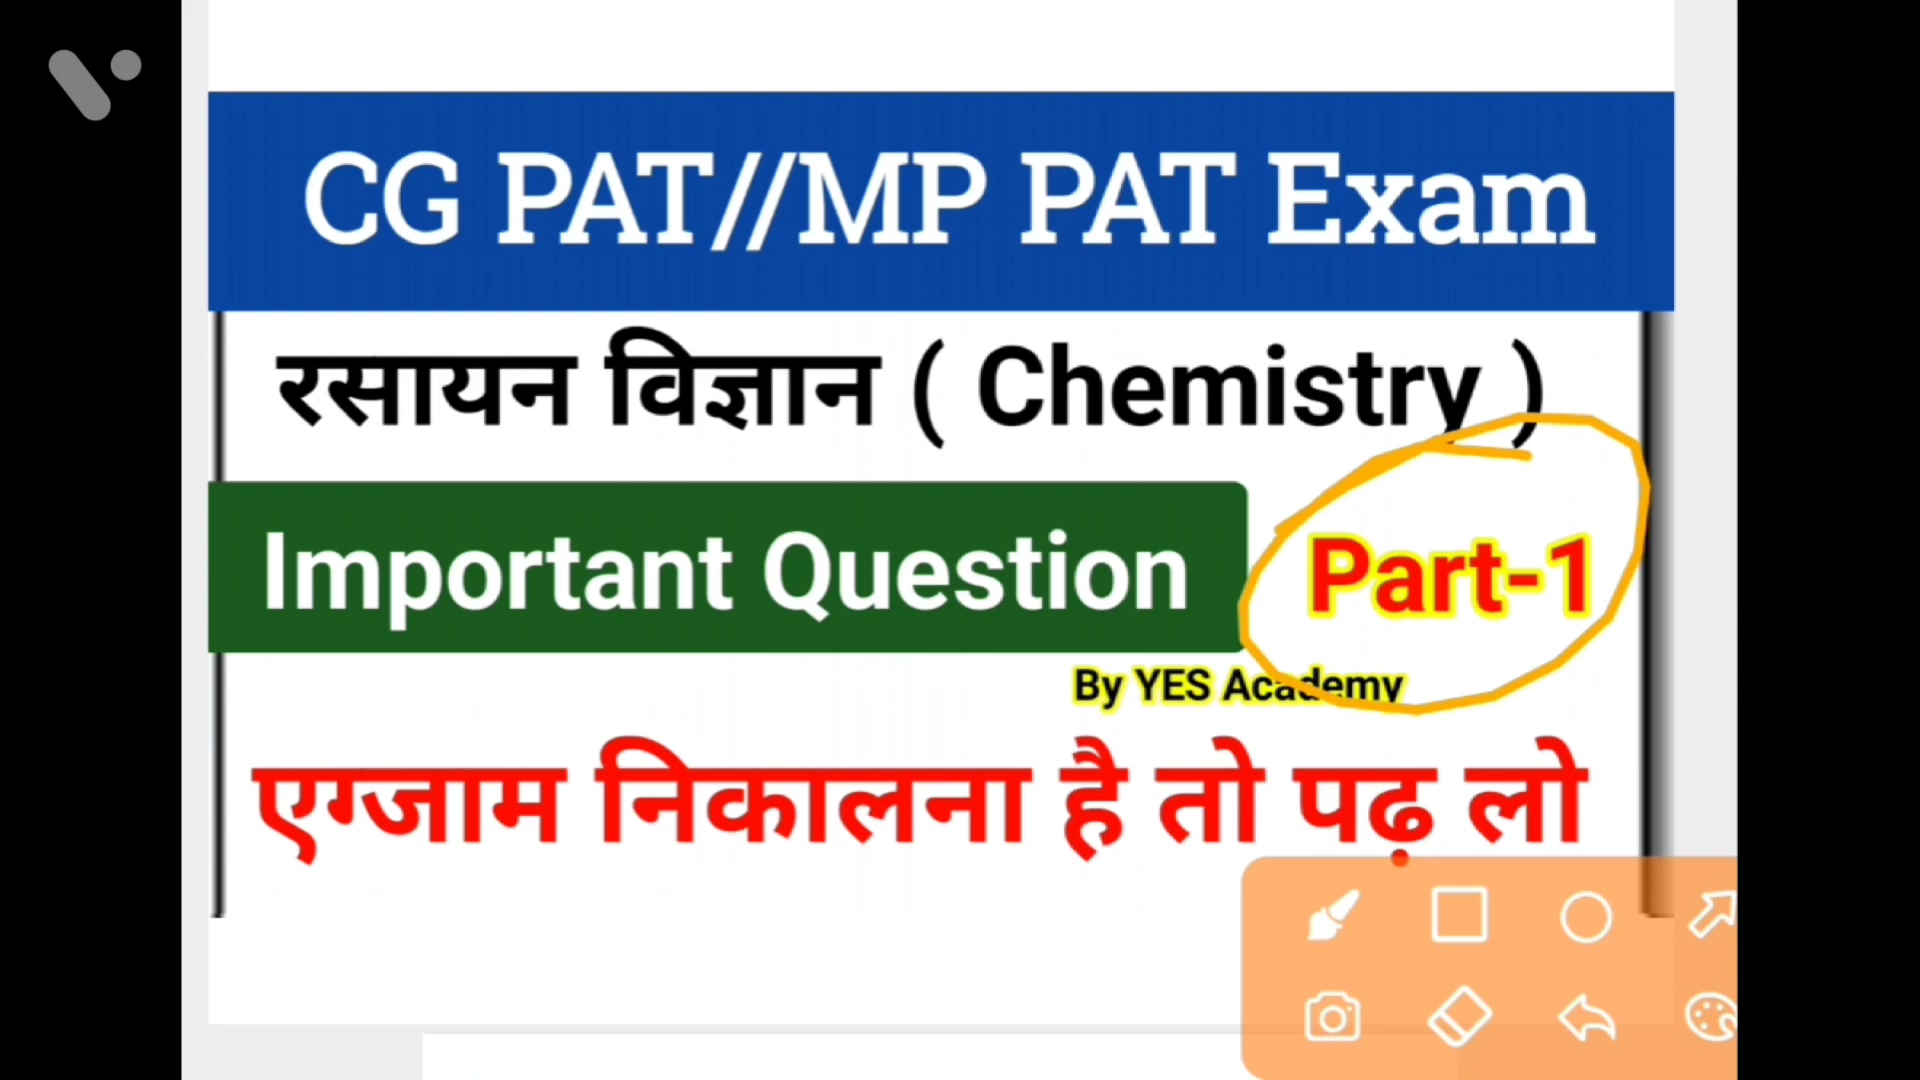 CG PAT//MP PAT Exam
रसायन विज्ञान ( Chemistry )
Important Question Part-1
By YES Academy
एग्जाम निकालना है तो पढ़ लो